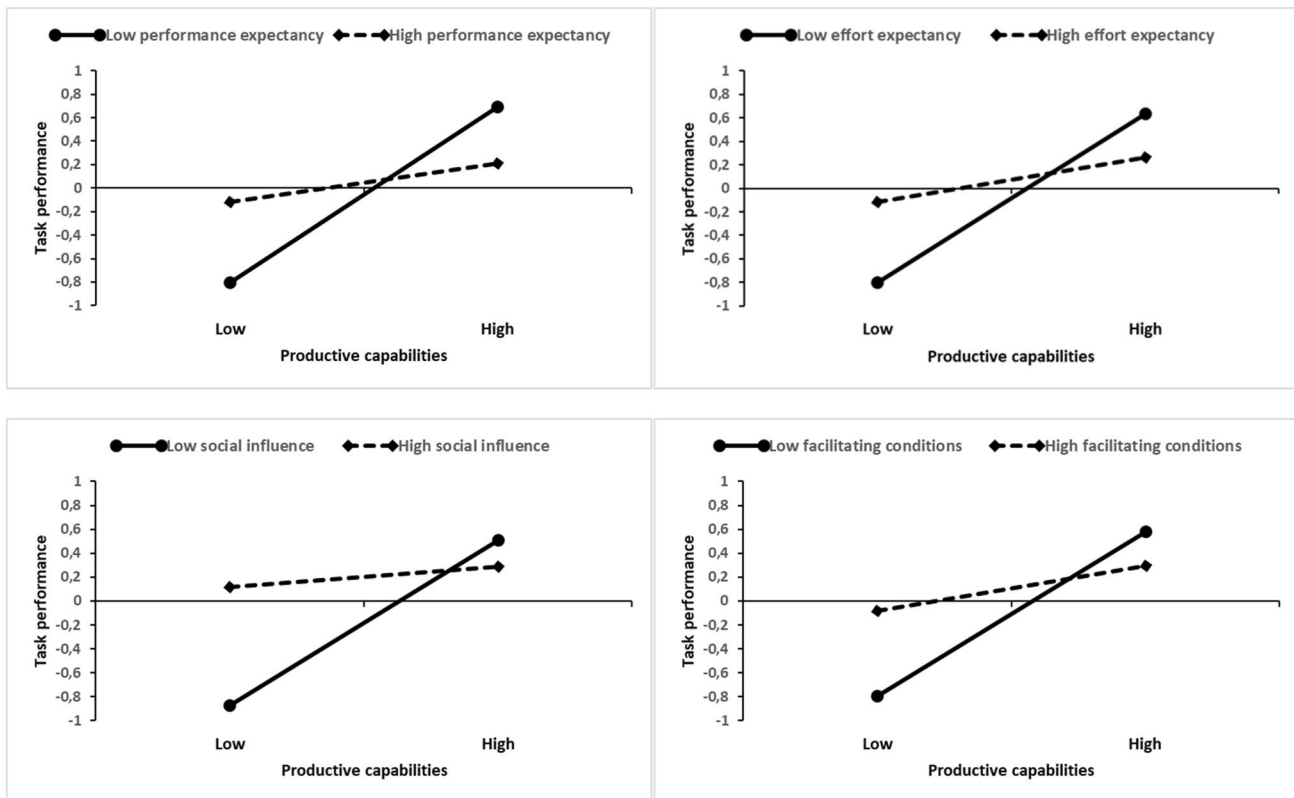 Low performance expectancy High performance expectancy
1
0,8
0,6
0,4
0,2
0
-0,2
-0,4
-0,6
-0,8
-1
Task performance
Low High
Productive capabilities
Low effort expectancy High effort expectancy
1
0,8
0,6
0,4
0,2
0
-0,2
-0,4
-0,6
-0,8
-1
Task performance
Low High
Productive capabilities
Low social influence High social influence
1
0,8
0,6
0,4
0,2
0
-0,2
-0,4
-0,6
-0,8
-1
Task performance
Low High
Productive capabilities
Low facilitating conditions High facilitating conditions
1
0,8
0,6
0,4
0,2
0
-0,2
-0,4
-0,6
-0,8
-1
Task performance
Low High
Productive capabilities